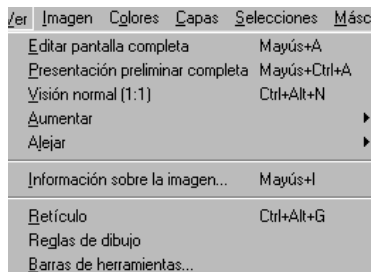 Ver Imagen Colores Capas Selecciones Másc
Editar pantalla completa Mayús+A
Presentación preliminar completa Mayús+Ctrl+A
Visión normal (1:1) Ctrl+Alt+N
Aumentar
Alejar
Información sobre la imagen... Mayús+I
Retículo Ctrl+Alt+G
Reglas de dibujo
Barras de herramientas...